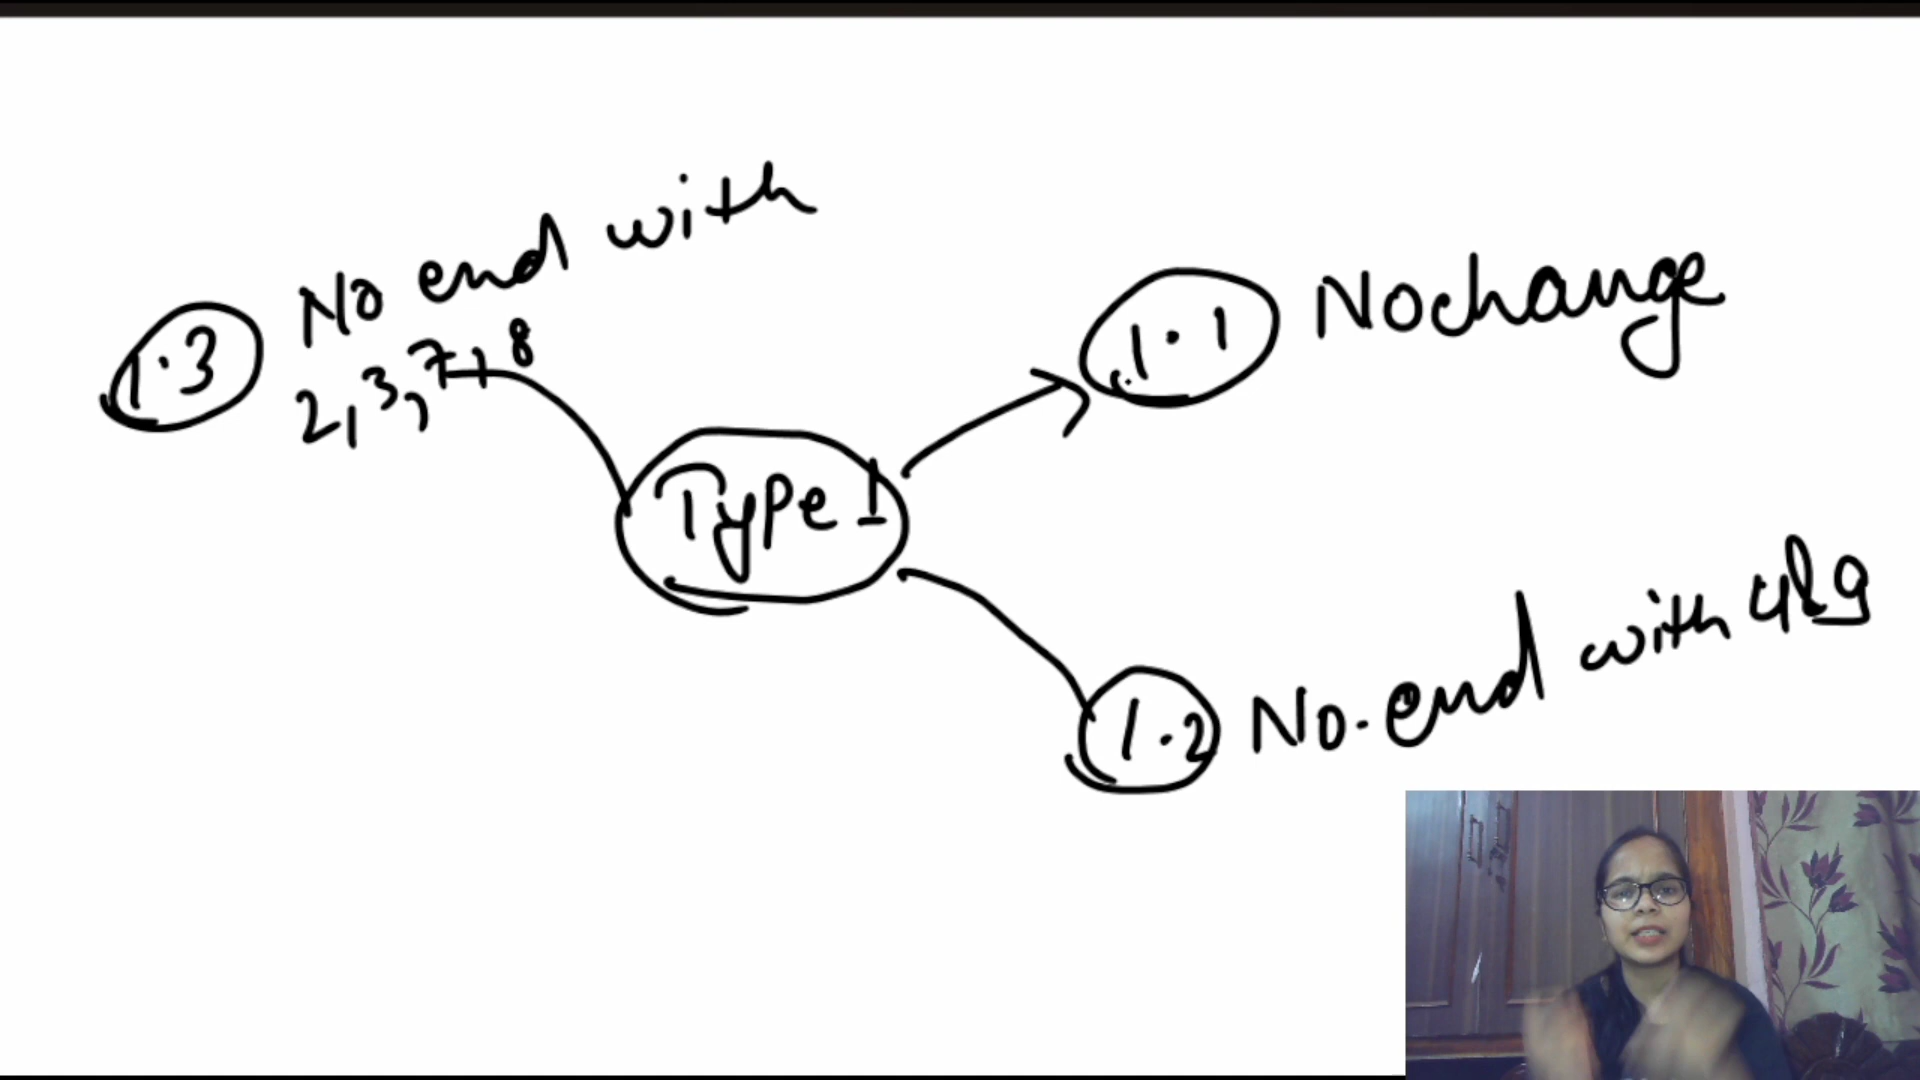 1.3 No end with
2, 3, 7, 8
1.1 Nochange
Type 1
1.2 No. end with 4&9